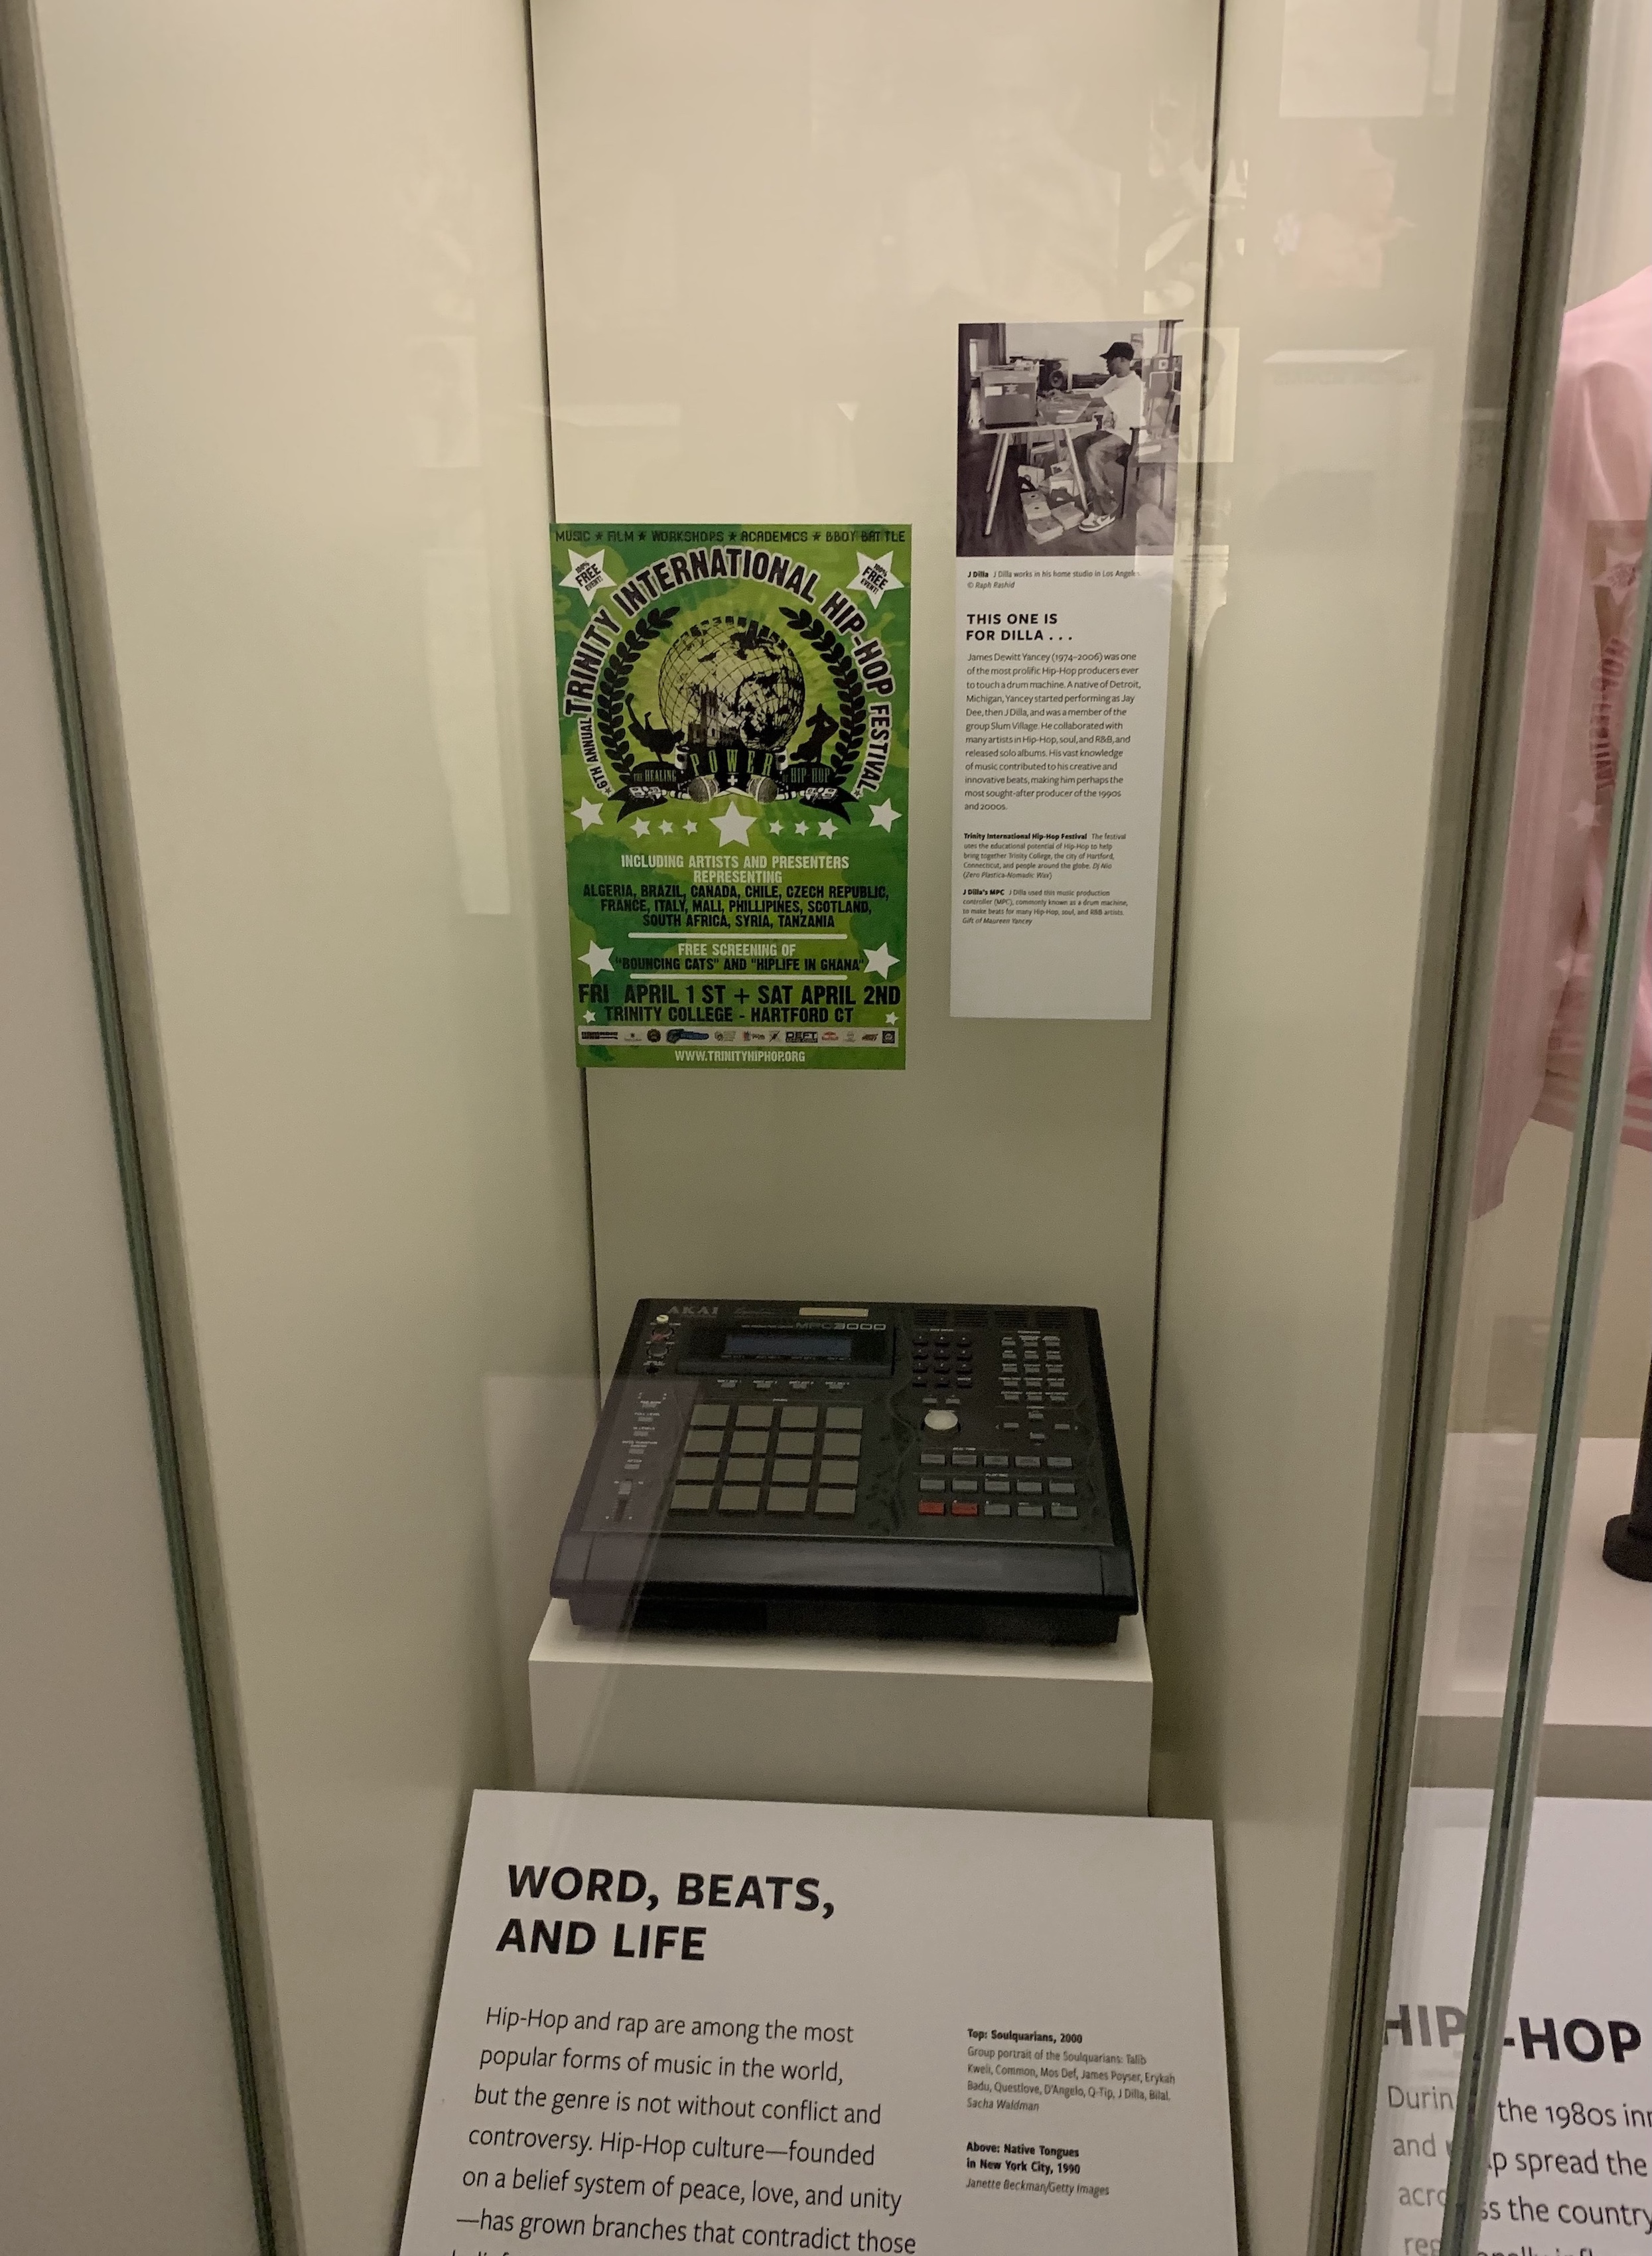 MUSIC ★ FILM ★ WORKSHOPS ★ ACADEMICS ★ BBOY BATTLE
100% FREE EVENT!
100% FREE EVENT!
★6TH ANNUAL TRINITY INTERNATIONAL HIP-HOP FESTIVAL★
THE HEALING POWER OF HIP-HOP
INCLUDING ARTISTS AND PRESENTERS
REPRESENTING
ALGERIA, BRAZIL, CANADA, CHILE, CZECH REPUBLIC,
FRANCE, ITALY, MALI, PHILLIPINES, SCOTLAND,
SOUTH AFRICA, SYRIA, TANZANIA
FREE SCREENING OF
"BOUNCING CATS" AND "HIPLIFE IN GHANA"
FRI APRIL 1 ST + SAT APRIL 2ND
TRINITY COLLEGE - HARTFORD CT
DEFT
WWW.TRINITYHIPHOP.ORG
J Dilla J Dilla works in his home studio in Los Angeles.
© Raph Rashid
THIS ONE IS
FOR DILLA . . .
James Dewitt Yancey (1974–2006) was one
of the most prolific Hip-Hop producers ever
to touch a drum machine. A native of Detroit,
Michigan, Yancey started performing as Jay
Dee, then J Dilla, and was a member of the
group Slum Village. He collaborated with
many artists in Hip-Hop, soul, and R&B, and
released solo albums. His vast knowledge
of music contributed to his creative and
innovative beats, making him perhaps the
most sought-after producer of the 1990s
and 2000s.
Trinity International Hip-Hop Festival The festival
uses the educational potential of Hip-Hop to help
bring together Trinity College, the city of Hartford,
Connecticut, and people around the globe. Dj Nio
(Zero Plastica-Nomadic Wax)
J Dilla's MPC J Dilla used this music production
controller (MPC), commonly known as a drum machine,
to make beats for many Hip-Hop, soul, and R&B artists.
Gift of Maureen Yancey
AKAI
MPC3000
WORD, BEATS,
AND LIFE
Hip-Hop and rap are among the most
popular forms of music in the world,
but the genre is not without conflict and
controversy. Hip-Hop culture—founded
on a belief system of peace, love, and unity
—has grown branches that contradict those
Top: Soulquarians, 2000
Group portrait of the Soulquarians: Talib
Kweli, Common, Mos Def, James Poyser, Erykah
Badu, Questlove, D'Angelo, Q-Tip, J Dilla, Bilal.
Sacha Waldman
Above: Native Tongues
in New York City, 1990
Janette Beckman/Getty Images
HIP-HOP
the 1980s
and spread the
across the country